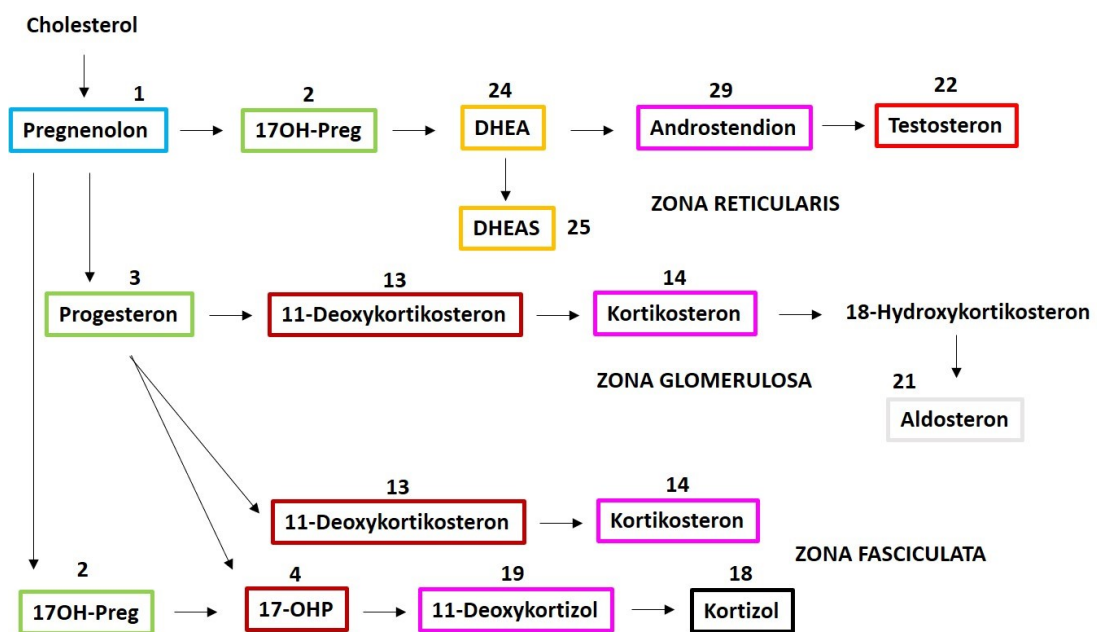 Cholesterol
1
2
24
29
22
Pregnenolon
17OH-Preg
DHEA
Androstendion
Testosteron
ZONA RETICULARIS
DHEAS
25
3
13
14
Progesteron
11-Deoxykortikosteron
Kortikosteron
18-Hydroxykortikosteron
ZONA GLOMERULOSA
21
Aldosteron
13
14
11-Deoxykortikosteron
Kortikosteron
ZONA FASCICULATA
2
4
19
18
17OH-Preg
17-OHP
11-Deoxykortizol
Kortizol